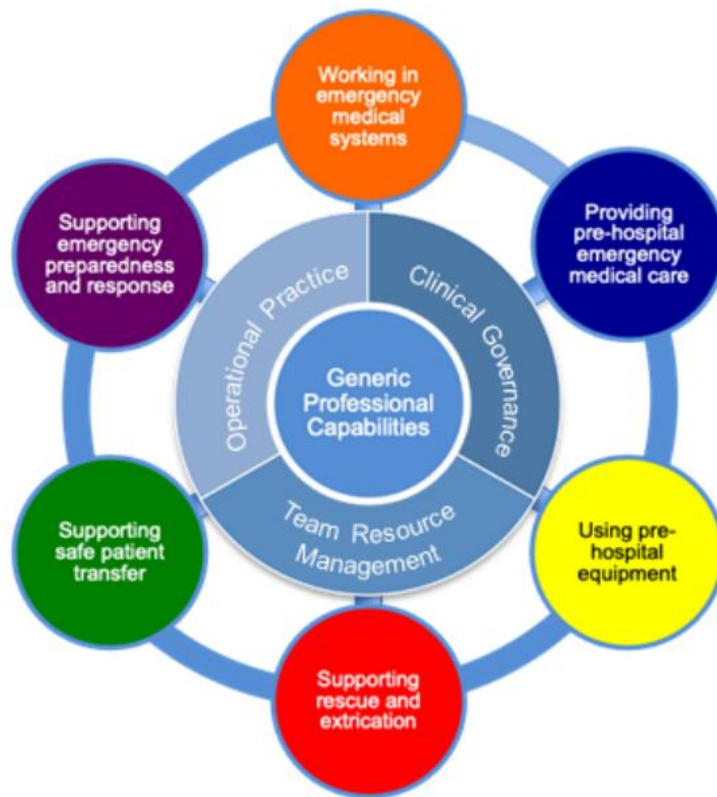 Working in
emergency
medical
systems
Supporting
emergency
preparedness
and response
Providing
pre-hospital
emergency
medical care
Operational Practice
Clinical Governance
Generic
Professional
Capabilities
Team Resource
Management
Supporting
safe patient
transfer
Using pre-
hospital
equipment
Supporting
rescue and
extrication